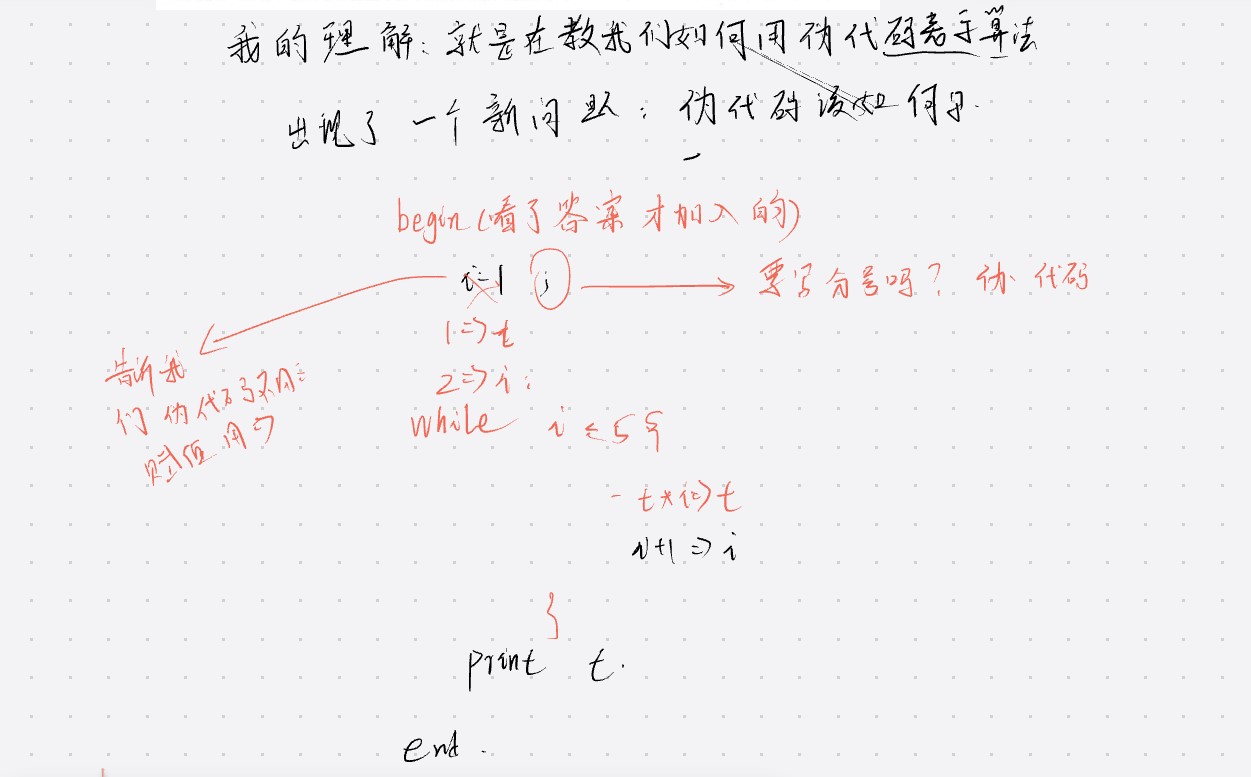 我的理解：就是在教我们如何用伪代码表示算法
出现了一个新问题：伪代码该如何写.
begin(看了答案才加入的)
i=1 ;
要写分号吗？伪代码
1=>t
告诉我
们伪代码不用=
赋值用=>
2=>i;
while i≤5{
- t*i=>t
i+1=>i
}
print t.
end.